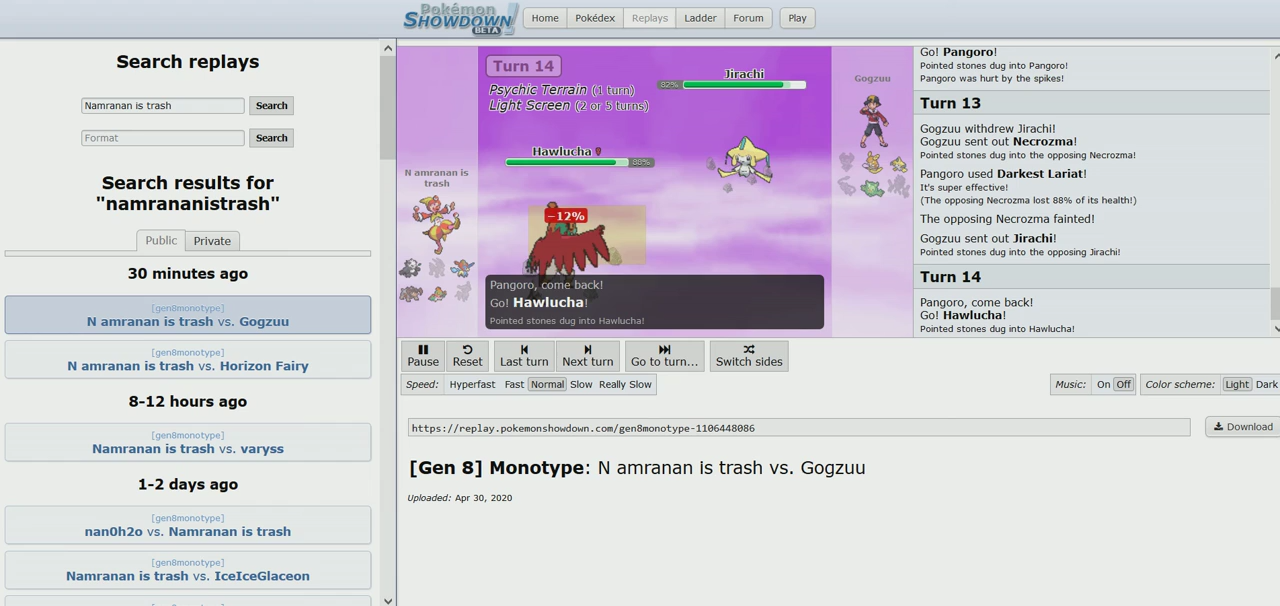 Pokémon
SHOWDOWN!
BETA
Home
Pokédex
Replays
Ladder
Forum
Play
Search replays
Namranan is trash
Search
Format
Search
Search results for
"namrananistrash"
Public
Private
30 minutes ago
[gen8monotype]
N amranan is trash vs. Gogzuu
[gen8monotype]
N amranan is trash vs. Horizon Fairy
8-12 hours ago
[gen8monotype]
Namranan is trash vs. varyss
1-2 days ago
[gen8monotype]
nan0h2o vs. Namranan is trash
[gen8monotype]
Namranan is trash vs. IceIceGlaceon
Turn 14
Psychic Terrain (1 turn)
Light Screen (2 or 5 turns)
Jirachi
82%
Hawlucha
88%
N amranan is
trash
Gogzuu
−12%
Pangoro, come back!
Go! Hawlucha!
Pointed stones dug into Hawlucha!
Go! Pangoro!
Pointed stones dug into Pangoro!
Pangoro was hurt by the spikes!
Turn 13
Gogzuu withdrew Jirachi!
Gogzuu sent out Necrozma!
Pointed stones dug into the opposing Necrozma!
Pangoro used Darkest Lariat!
It's super effective!
(The opposing Necrozma lost 88% of its health!)
The opposing Necrozma fainted!
Gogzuu sent out Jirachi!
Pointed stones dug into the opposing Jirachi!
Turn 14
Pangoro, come back!
Go! Hawlucha!
Pointed stones dug into Hawlucha!
Pause
Reset
Last turn
Next turn
Go to turn...
Switch sides
Speed: Hyperfast Fast Normal Slow Really Slow
Music: On Off
Color scheme: Light Dark
https://replay.pokemonshowdown.com/gen8monotype-1106448086
Download
[Gen 8] Monotype: N amranan is trash vs. Gogzuu
Uploaded: Apr 30, 2020